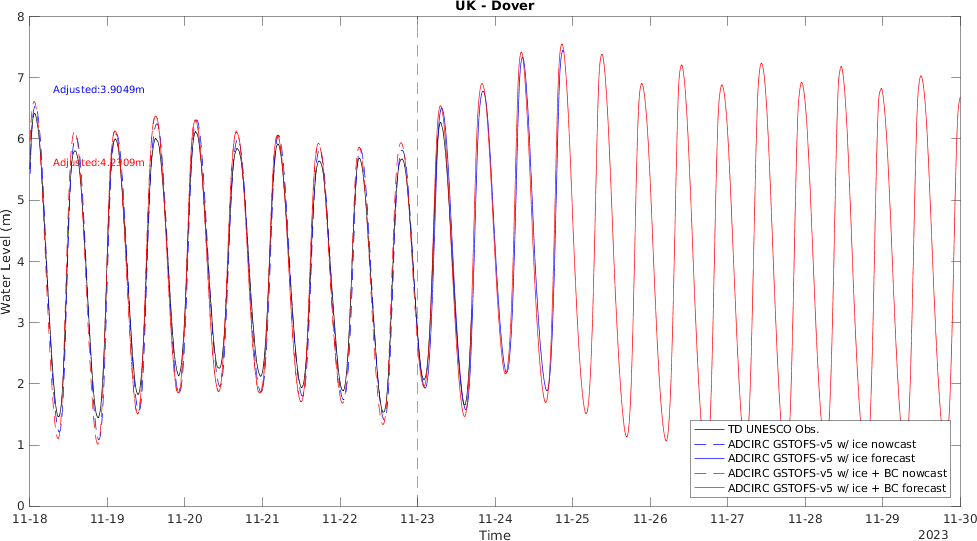 UK - Dover
8
7
6
5
4
3
2
1
0
Water Level (m)
Adjusted:3.9049m
Adjusted:4.2309m
TD UNESCO Obs.
ADCIRC GSTOFS-v5 w/ ice nowcast
ADCIRC GSTOFS-v5 w/ ice forecast
ADCIRC GSTOFS-v5 w/ ice + BC nowcast
ADCIRC GSTOFS-v5 w/ ice + BC forecast
11-18 11-19 11-20 11-21 11-22 11-23 11-24 11-25 11-26 11-27 11-28 11-29 11-30
Time
2023